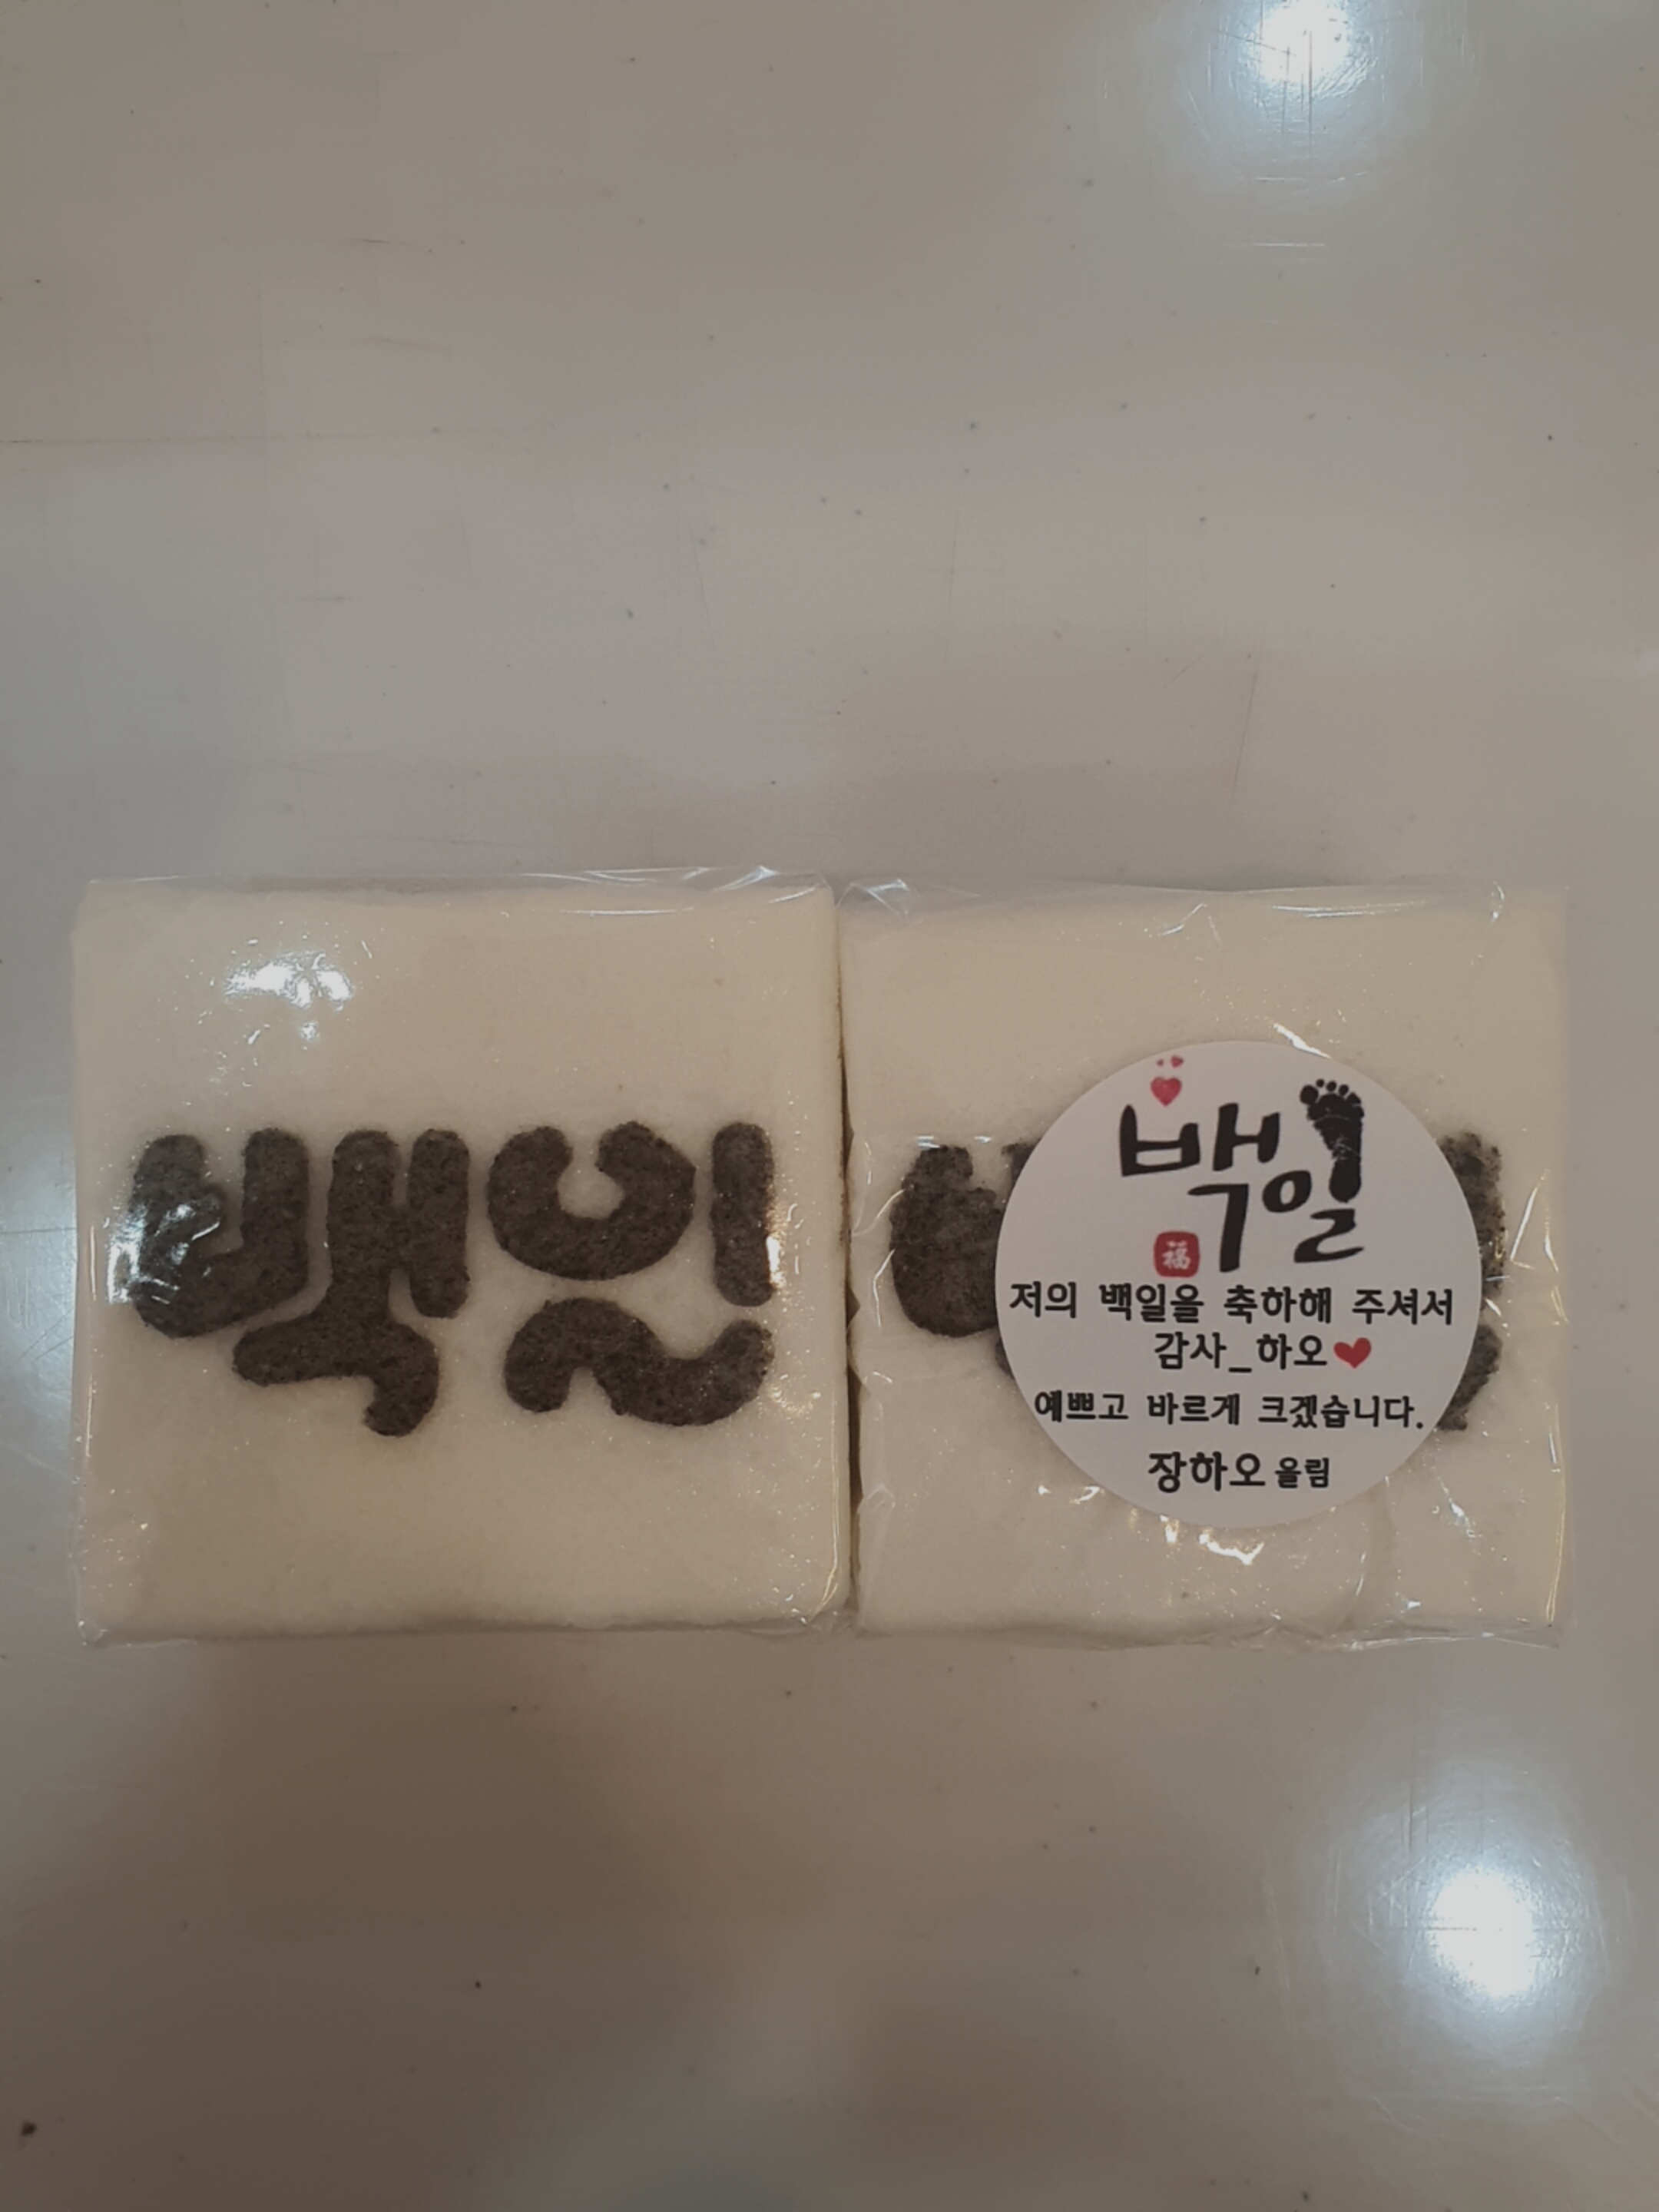 백일
백일
福
저의 백일을 축하해 주셔서
감사_하오
예쁘고 바르게 크겠습니다.
장하오 올림